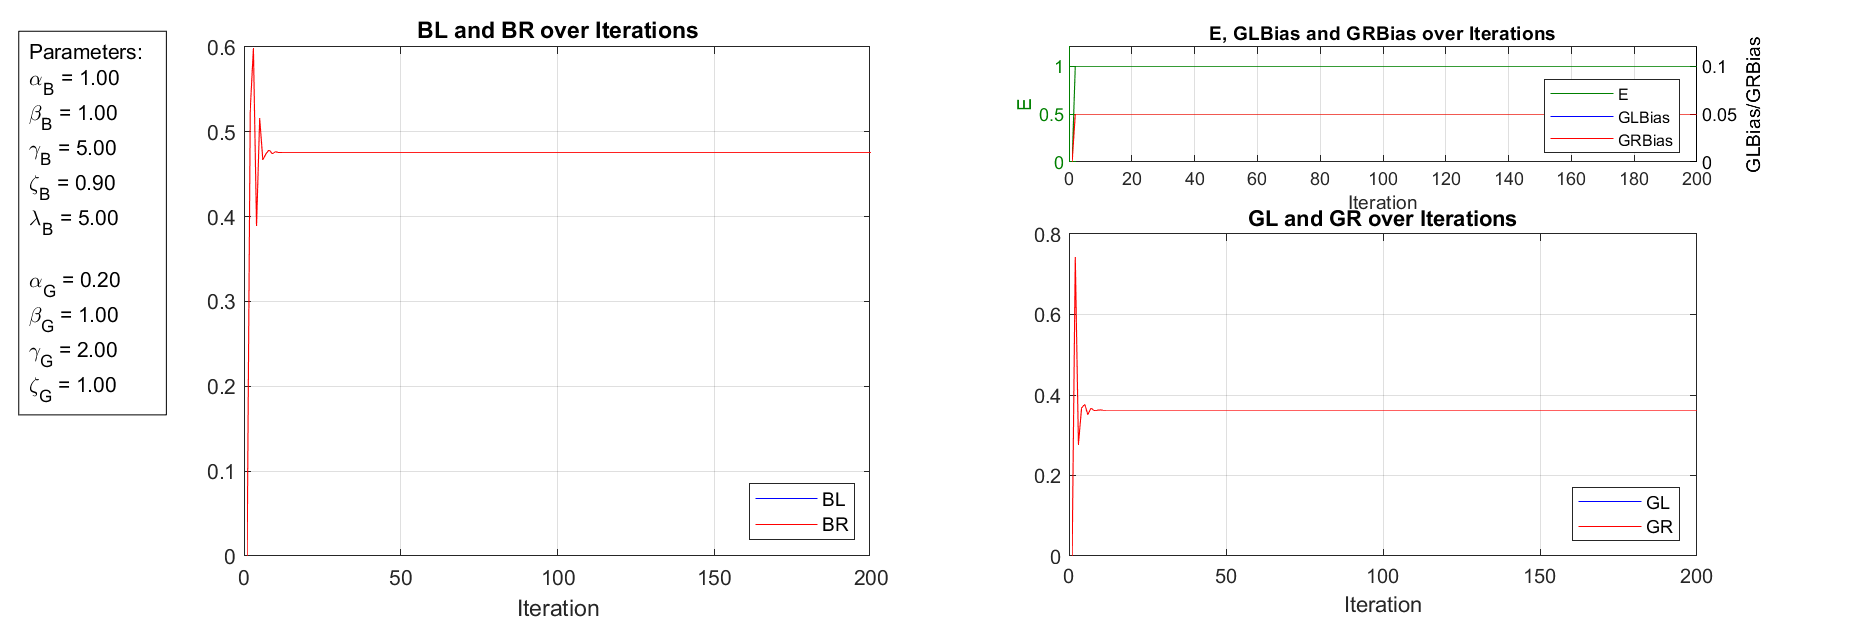 Parameters:
α_B = 1.00
β_B = 1.00
γ_B = 5.00
ζ_B = 0.90
λ_B = 5.00
α_G = 0.20
β_G = 1.00
γ_G = 2.00
ζ_G = 1.00
BL and BR over Iterations
0.6
0.5
0.4
0.3
0.2
0.1
0
0 50 100 150 200
Iteration
BL
BR
E, GLBias and GRBias over Iterations
E
1
0.5
0
0.1
0.05
0
GLBias/GRBias
E
GLBias
GRBias
0 20 40 60 80 100 120 140 160 180 200
Iteration
GL and GR over Iterations
0.8
0.6
0.4
0.2
0
GL
GR
0 50 100 150 200
Iteration